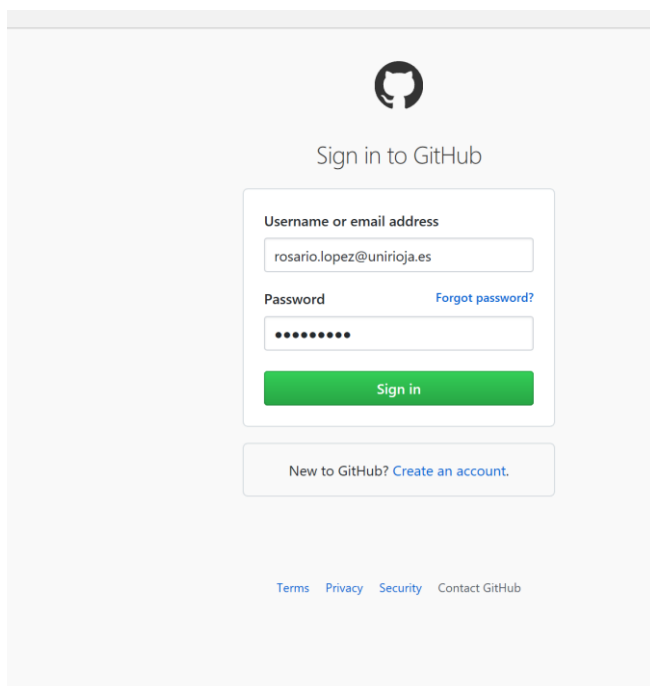 Sign in to GitHub
Username or email address
rosario.lopez@unirioja.es
Password Forgot password?
•••••••••
Sign in
New to GitHub? Create an account.
Terms Privacy Security Contact GitHub